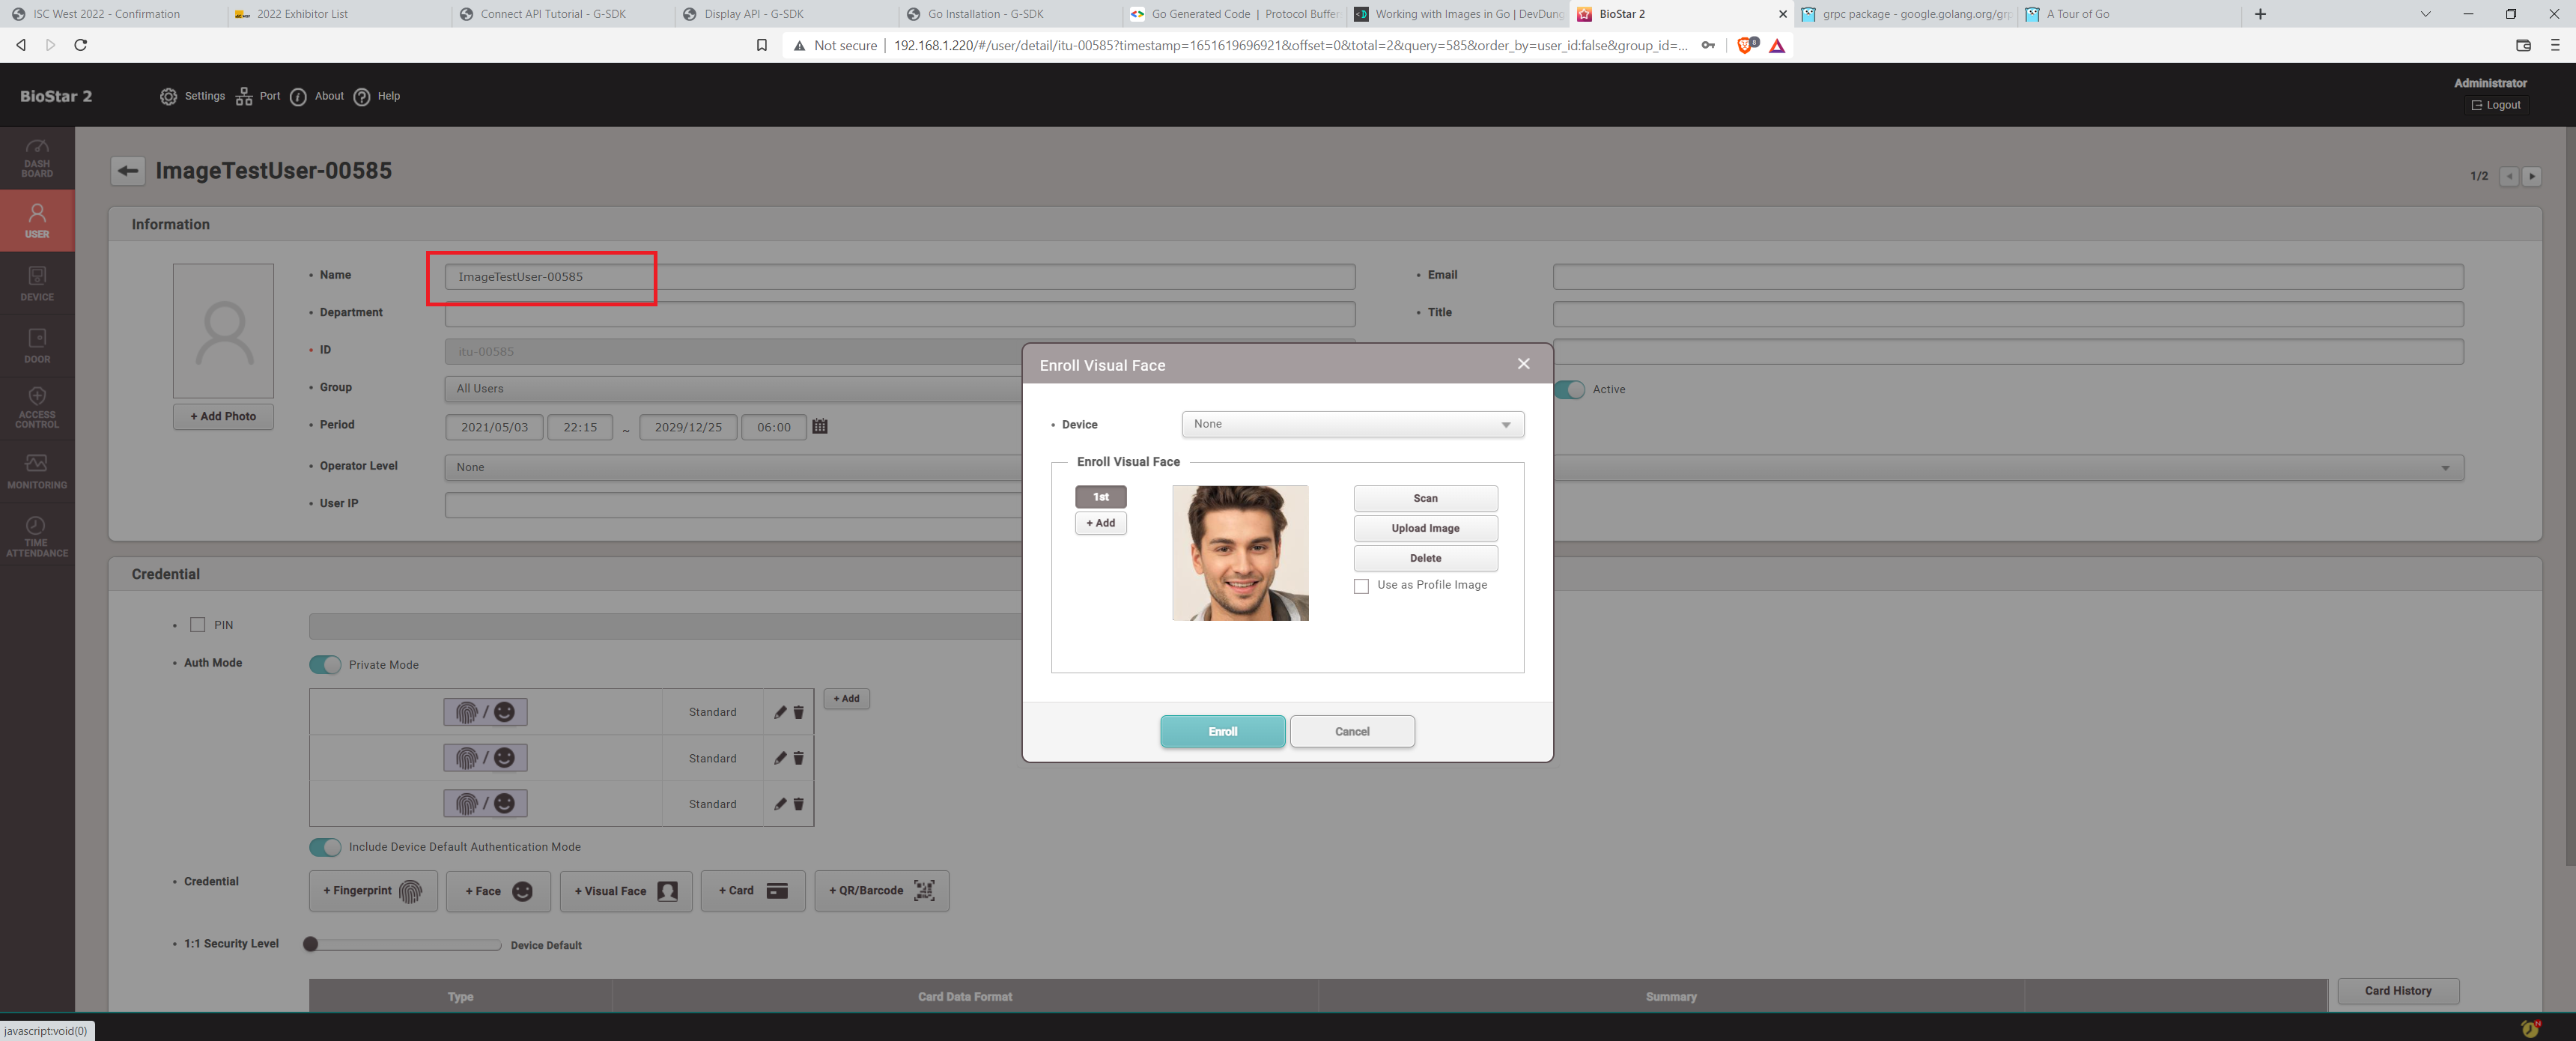 ISC West 2022 - Confirmation
2022 Exhibitor List
Connect API Tutorial - G-SDK
Display API - G-SDK
Go Installation - G-SDK
Go Generated Code | Protocol Buffer
Working with Images in Go | DevDung
BioStar 2
grpc package - google.golang.org/grp
A Tour of Go
Not secure 192.168.1.220/#/user/detail/itu-00585?timestamp=1651619696921&offset=0&total=2&query=585&order_by=user_id:false&group_id=...
8
BioStar 2
Settings
Port
About
Help
Administrator
Logout
DASH
BOARD
USER
DEVICE
DOOR
ACCESS
CONTROL
MONITORING
TIME
ATTENDANCE
ImageTestUser-00585
1/2
Information
+ Add Photo
Name
ImageTestUser-00585
Email
Department
Title
ID
itu-00585
Group
All Users
Active
Period
2021/05/03 22:15 ~ 2029/12/25 06:00
Operator Level
None
User IP
Enroll Visual Face
Device
None
Enroll Visual Face
1st
+ Add
Scan
Upload Image
Delete
Use as Profile Image
Enroll
Cancel
Credential
PIN
Auth Mode
Private Mode
/ Standard
+ Add
/ Standard
/ Standard
Include Device Default Authentication Mode
Credential
+ Fingerprint
+ Face
+ Visual Face
+ Card
+ QR/Barcode
1:1 Security Level
Device Default
Type
Card Data Format
Summary
Card History
javascript:void(0)
N